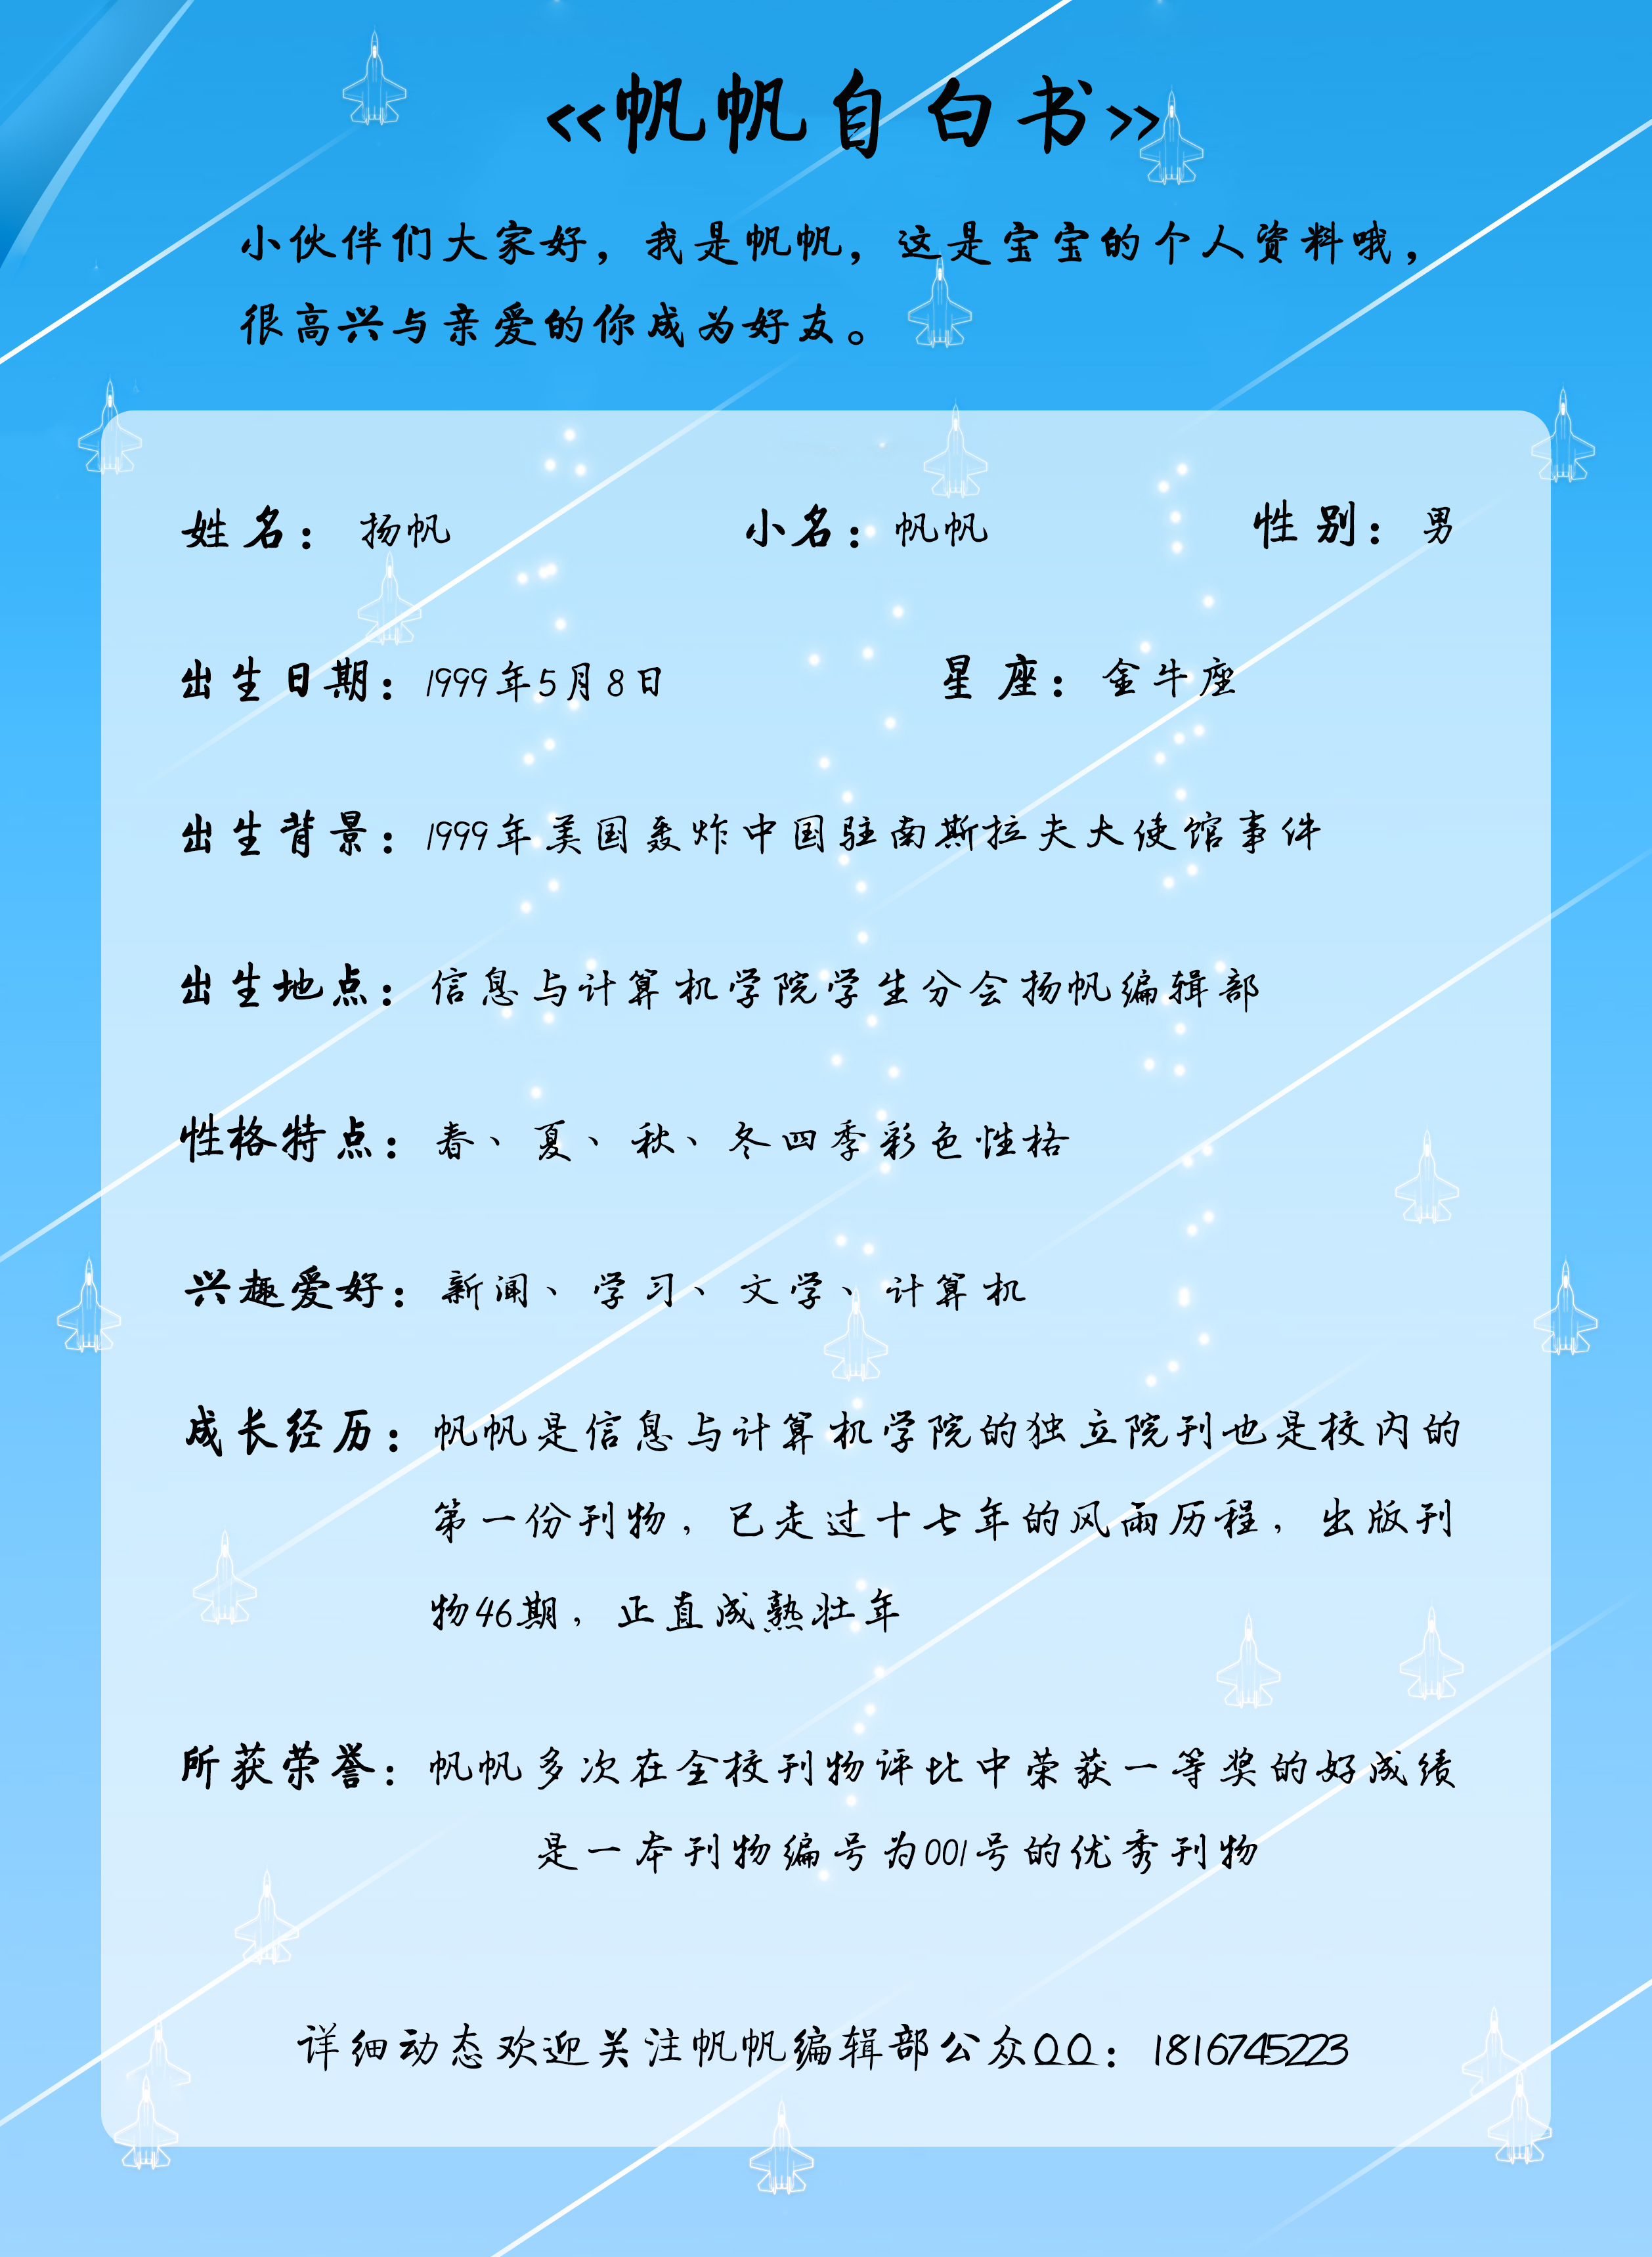 «帆帆自白书»
小伙伴们大家好，我是帆帆，这是宝宝的个人资料哦，
很高兴与亲爱的你成为好友。
姓名：扬帆 小名：帆帆 性别：男
出生日期：1999年5月8日 星座：金牛座
出生背景：1999年美国轰炸中国驻南斯拉夫大使馆事件
出生地点：信息与计算机学院学生分会扬帆编辑部
性格特点：春、夏、秋、冬四季彩色性格
兴趣爱好：新闻、学习、文学、计算机
成长经历：帆帆是信息与计算机学院的独立院刊也是校内的
第一份刊物，已走过十七年的风雨历程，出版刊
物46期，正直成熟壮年
所获荣誉：帆帆多次在全校刊物评比中荣获一等奖的好成绩
是一本刊物编号为001号的优秀刊物
详细动态欢迎关注帆帆编辑部公众QQ：1816745223